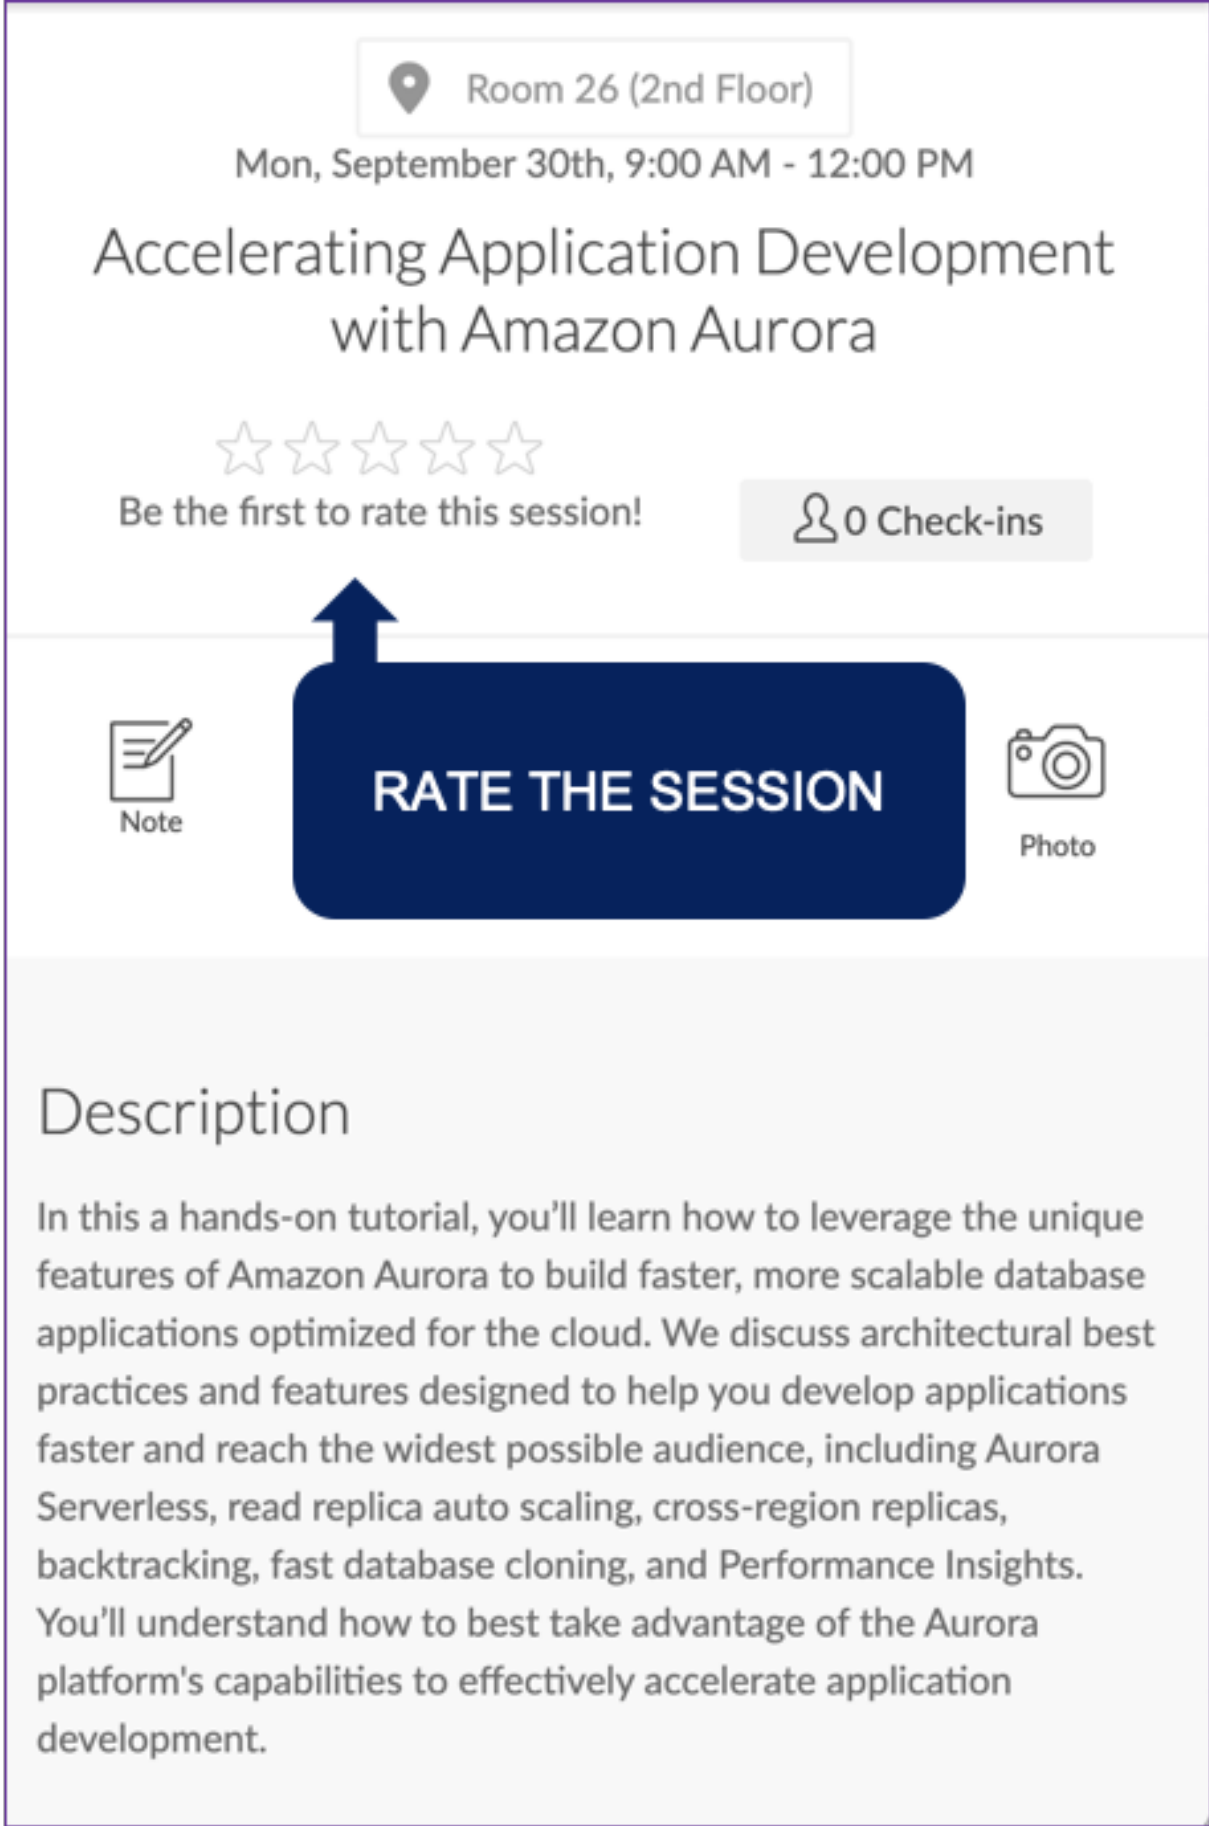 Room 26 (2nd Floor)
Mon, September 30th, 9:00 AM - 12:00 PM
Accelerating Application Development
with Amazon Aurora
Be the first to rate this session!
0 Check-ins
RATE THE SESSION
Note
Photo
Description
In this a hands-on tutorial, you'll learn how to leverage the unique
features of Amazon Aurora to build faster, more scalable database
applications optimized for the cloud. We discuss architectural best
practices and features designed to help you develop applications
faster and reach the widest possible audience, including Aurora
Serverless, read replica auto scaling, cross-region replicas,
backtracking, fast database cloning, and Performance Insights.
You'll understand how to best take advantage of the Aurora
platform's capabilities to effectively accelerate application
development.